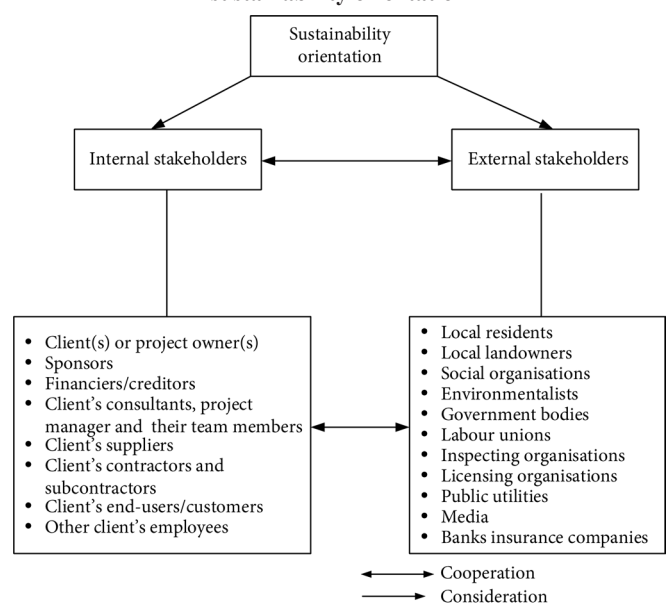 Sustainability
orientation
Internal stakeholders
External stakeholders
• Client(s) or project owner(s)
• Sponsors
• Financiers/creditors
• Client's consultants, project
manager and their team members
• Client's suppliers
• Client's contractors and
subcontractors
• Client's end-users/customers
• Other client's employees
• Local residents
• Local landowners
• Social organisations
• Environmentalists
• Government bodies
• Labour unions
• Inspecting organisations
• Licensing organisations
• Public utilities
• Media
• Banks insurance companies
Cooperation
Consideration